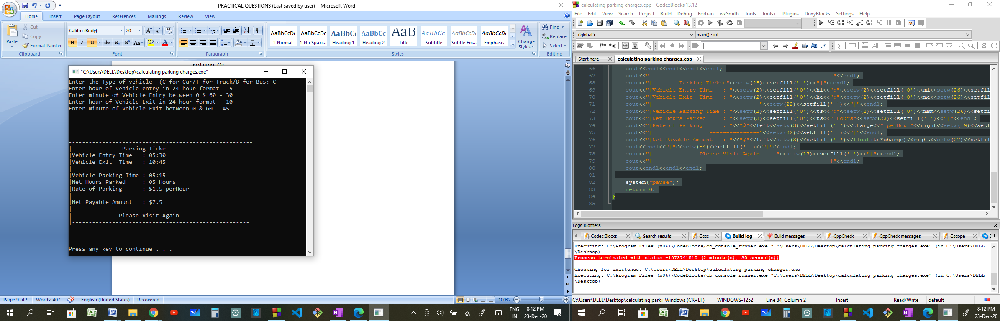 PRACTICAL QUESTIONS (Last saved by user) - Microsoft Word
Home Insert Page Layout References Mailings Review View
Paste
Cut
Copy
Format Painter
Clipboard
Calibri (Body) 20
Font
Paragraph
AaBbCcDc AaBbCcDc AaBbCc AaBbCc AaB AaBbCc. AaBbCcDc AaBbCcDc
¶ Normal ¶ No Spaci... Heading 1 Heading 2 Title Subtitle Subtle Em... Emphasis
Change Styles
Styles
Find
Replace
Select
Editing
return 0;
"C:\Users\DELL\Desktop\calculating parking charges.exe"
Enter the Type of vehicle- (C for Car/T for Truck/B for Bus: C
Enter hour of Vehicle entry in 24 hour format - 5
Enter minute of Vehicle Entry between 0 & 60 - 30
Enter hour of Vehicle Exit in 24 hour format - 10
Enter minute of Vehicle Exit between 0 & 60 - 45
-------------------------------------------------------
|               Parking Ticket                        |
|Vehicle Entry Time   : 05:30                         |
|Vehicle Exit  Time   : 10:45                         |
|                 ---------------                     |
|Vehicle Parking Time : 05:15                         |
|Net Hours Parked     : 05 Hours                      |
|Rate of Parking      : $1.5 perHour                  |
|                 ---------------                     |
|Net Payable Amount   : $7.5                          |
|                                                     |
|         -----Please Visit Again-----                |
|-----------------------------------------------------|
Press any key to continue . . .
Page: 9 of 9 Words: 407 English (United States) Recovered 100%
ENG
IN
8:12 PM
23-Dec-20
calculating parking charges.cpp - Code::Blocks 13.12
File Edit View Search Project Build Debug Fortran wxSmith Tools Tools+ Plugins DoxyBlocks Settings Help
<global> main() : int
/** *<
Start here calculating parking charges.cpp
66 cout<<endl<<endl<<endl<<endl;
67 cout<<"-------------------------------------------------------"<<endl;
68 cout<<"|        Parking Ticket"<<setw(25)<<setfill(' ')<<"|"<<endl;
69 cout<<"|Vehicle Entry Time   : "<<setw(2)<<setfill('0')<<hi<<":"<<setw(2)<<setfill('0')<<mi<<setw(26)<<setfil
70 cout<<"|Vehicle Exit  Time   : "<<setw(2)<<setfill('0')<<he<<":"<<setw(2)<<setfill('0')<<me<<setw(26)<<setfil
71 cout<<"|                 ---------------"<<setw(22)<<setfill(' ')<<"|"<<endl;
72 cout<<"|Vehicle Parking Time : "<<setw(2)<<setfill('0')<<ts<<":"<<setw(2)<<setfill('0')<<mmm<<setw(26)<<setfi
73 cout<<"|Net Hours Parked     : "<<setw(2)<<setfill('0')<<ts<<" Hours"<<setw(23)<<setfill(' ')<<"|"<<endl;
74 cout<<"|Rate of Parking      : "<<"$"<<left<<setw(3)<<setfill(' ')<<charge<<" perHour"<<right<<setw(19)<<setf
75 cout<<"|                 ---------------"<<setw(22)<<setfill(' ')<<"|"<<endl;
76 cout<<"|Net Payable Amount   : "<<"$"<<left<<setw(3)<<setfill(' ')<<float(ts*charge)<<right<<setw(27)<<setfil
77 cout<<endl<<"|"<<setw(54)<<setfill(' ')<<"|"<<endl;
78 cout<<"|         -----Please Visit Again-----"<<setw(17)<<setfill(' ')<<"|"<<endl;
79 cout<<"|-----------------------------------------------------|"<<endl;
80 cout<<endl<<endl<<endl;
81
82 system("pause");
83 return 0;
84 }
85
Logs & others
Code::Blocks Search results Cccc Build log Build messages CppCheck CppCheck messages Cscope
Executing: C:\Program Files (x86)\CodeBlocks/cb_console_runner.exe "C:\Users\DELL\Desktop\calculating parking charges.exe" (in C:\Users\DELL
\Desktop)
Process terminated with status -1073741510 (2 minute(s), 30 second(s))
Checking for existence: C:\Users\DELL\Desktop\calculating parking charges.exe
Executing: C:\Program Files (x86)\CodeBlocks/cb_console_runner.exe "C:\Users\DELL\Desktop\calculating parking charges.exe" (in C:\Users\DELL
\Desktop)
C:\Users\DELL\Desktop\calculating parki Windows (CR+LF) WINDOWS-1252 Line 84, Column 2 Insert Read/Write default
8:12 PM
23-Dec-20